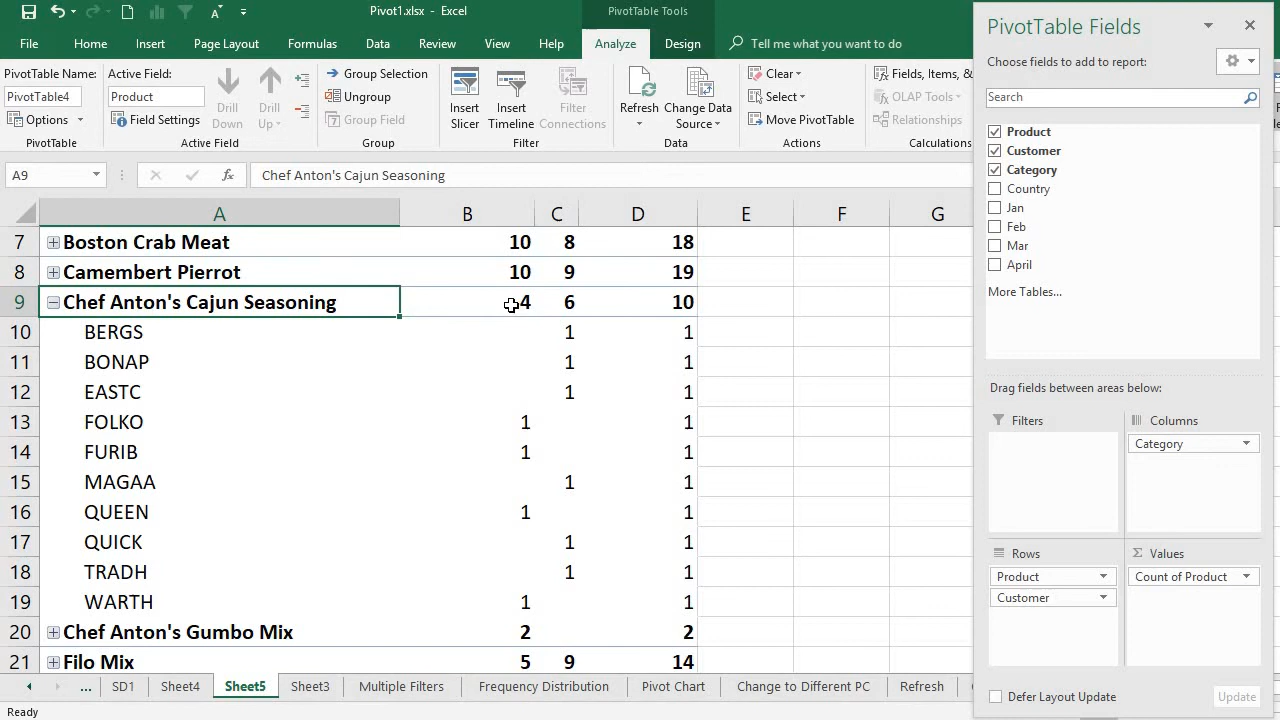 Pivot1.xlsx - Excel
PivotTable Tools
File Home Insert Page Layout Formulas Data Review View Help Analyze Design Tell me what you want to do
PivotTable Name:
PivotTable4
Options
PivotTable
Active Field:
Product
Field Settings
Drill
Down
Drill
Up
Active Field
Group Selection
Ungroup
Group Field
Group
Insert
Slicer
Insert
Timeline
Filter
Connections
Filter
Refresh
Change Data
Source
Data
Clear
Select
Move PivotTable
Actions
Fields, Items, &
OLAP Tools
Relationships
Calculations
A9
fx
Chef Anton's Cajun Seasoning
A B C D E F G
7 Boston Crab Meat 10 8 18
8 Camembert Pierrot 10 9 19
9 Chef Anton's Cajun Seasoning 4 6 10
10 BERGS 1 1
11 BONAP 1 1
12 EASTC 1 1
13 FOLKO 1 1
14 FURIB 1 1
15 MAGAA 1 1
16 QUEEN 1 1
17 QUICK 1 1
18 TRADH 1 1
19 WARTH 1 1
20 Chef Anton's Gumbo Mix 2 2
21 Filo Mix 5 9 14
... SD1 Sheet4 Sheet5 Sheet3 Multiple Filters Frequency Distribution Pivot Chart Change to Different PC Refresh
Ready
PivotTable Fields
Choose fields to add to report:
Search
Product
Customer
Category
Country
Jan
Feb
Mar
April
More Tables...
Drag fields between areas below:
Filters
Columns
Category
Rows
Product
Customer
Σ Values
Count of Product
Defer Layout Update
Update